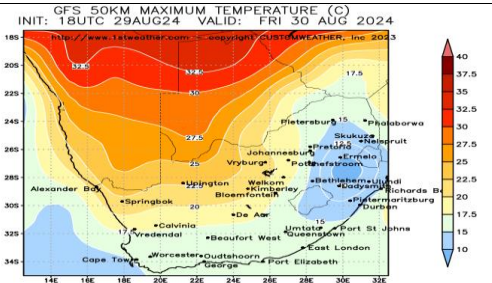 GFS 50KM MAXIMUM TEMPERATURE (C)
INIT: 18UTC 29AUG24 VALID: FRI 30 AUG 2024
http://www.1stweather.com -- copyright CUSTOMWEATHER, Inc 2023
18S
20S
22S
24S
26S
28S
30S
32S
34S
14E
16E
18E
20E
22E
24E
26E
28E
30E
32E
32.5
32.5
30
27.5
25
22.5
20
17.5
15
12.5
Pietersburg
Phalaborwa
Skukuza
Nelspruit
Johannesburg
Pretoria
Vryburg
Potchefstroom
Ermelo
Alexander Bay
Upington
Welkom
Kimberley
Bloemfontein
Bethlehem
Ulundi
Ladysmith
Richards Ba
Springbok
De Aar
Pietermaritzburg
Durban
Calvinia
Vredendal
Beaufort West
Umtata
Queenstown
Port St Johns
East London
Cape Town
Worcester
Oudtshoorn
George
Port Elizabeth
40
37.5
35
32.5
30
27.5
25
22.5
20
17.5
15
12.5
10